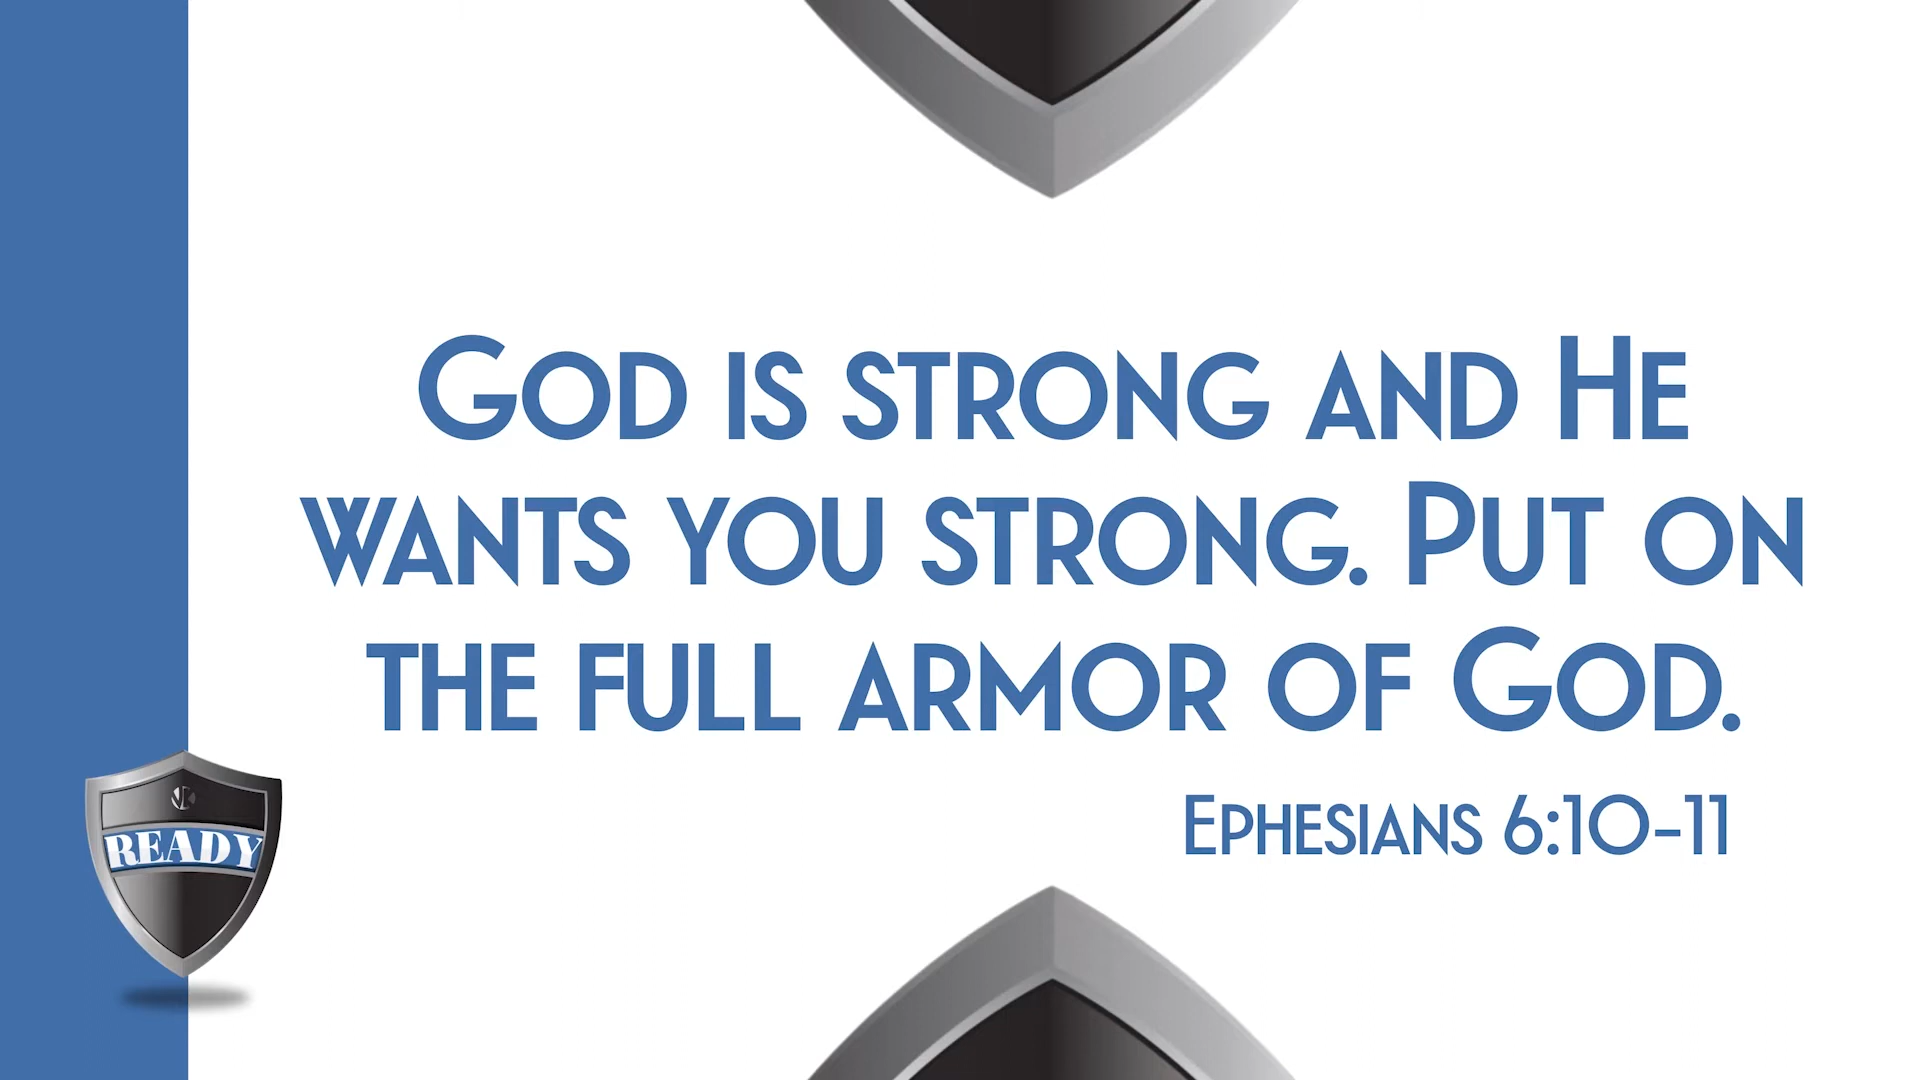 God is strong and He
wants you strong. Put on
the full armor of God.
Ephesians 6:10-11
READY